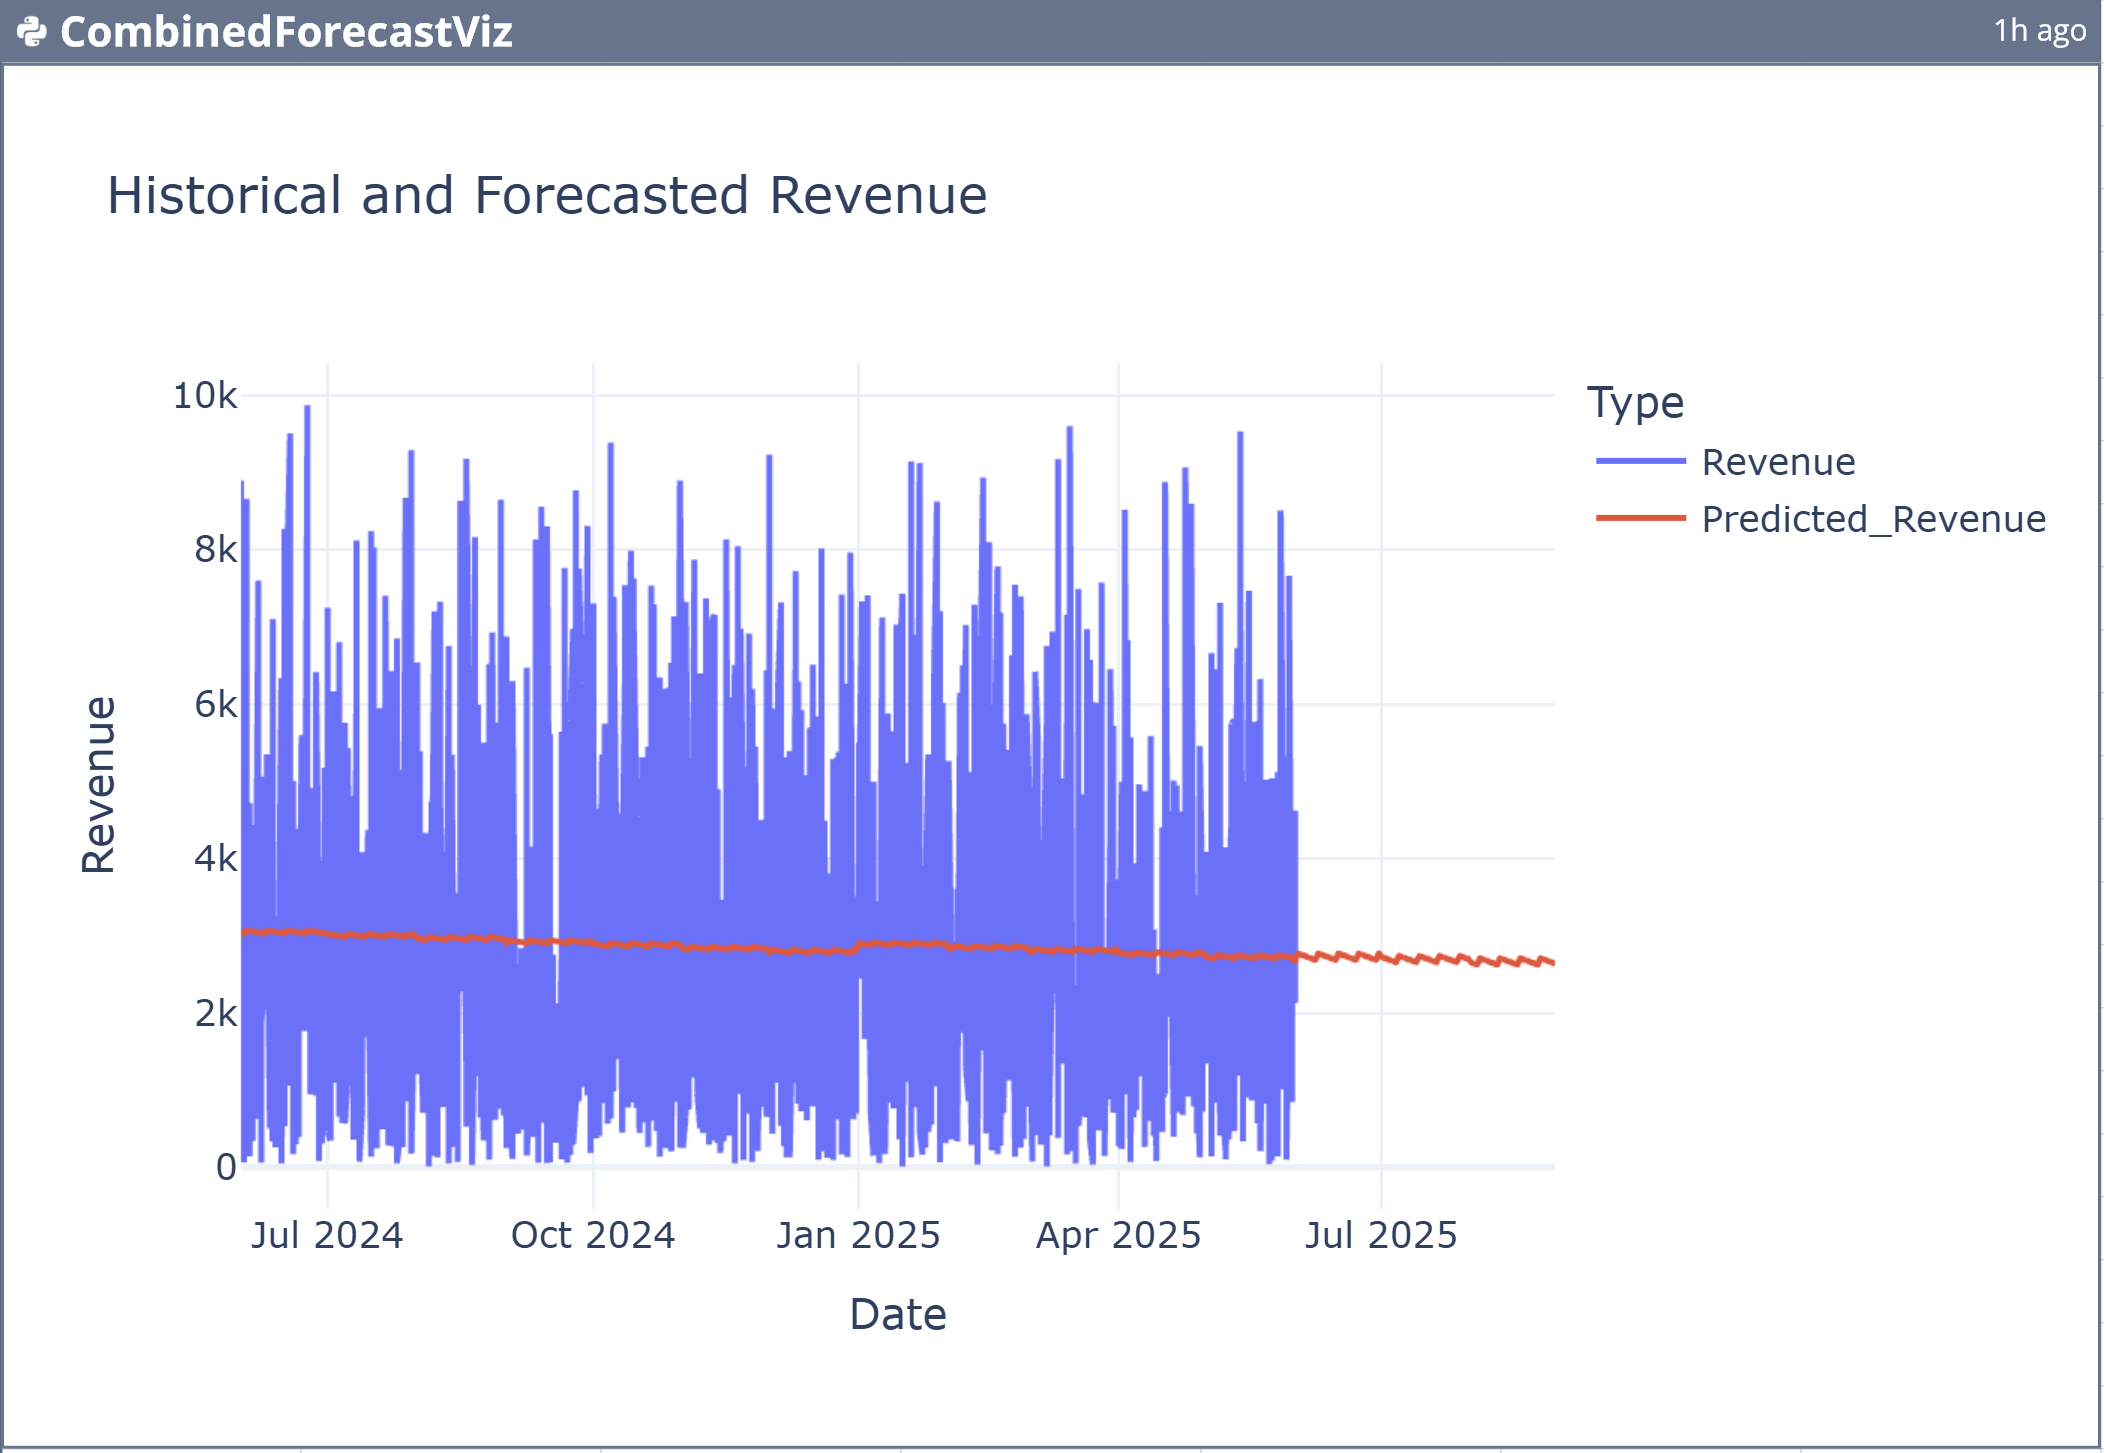 CombinedForecastViz
1h ago
Historical and Forecasted Revenue
10k
8k
6k
4k
2k
0
Revenue
Jul 2024
Oct 2024
Jan 2025
Apr 2025
Jul 2025
Date
Type
Revenue
Predicted_Revenue